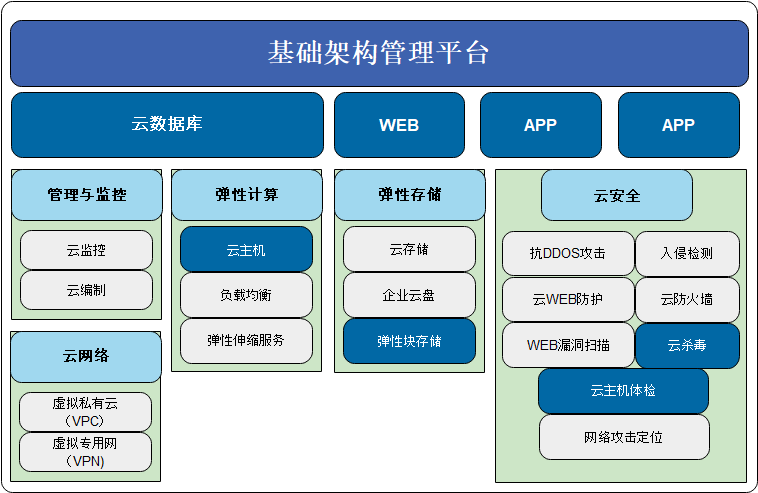 基础架构管理平台
云数据库
WEB
APP
APP
管理与监控
云监控
云编制
云网络
虚拟私有云
（VPC）
虚拟专用网
（VPN)
弹性计算
云主机
负载均衡
弹性伸缩服务
弹性存储
云存储
企业云盘
弹性块存储
云安全
抗DDOS攻击
入侵检测
云WEB防护
云防火墙
WEB漏洞扫描
云杀毒
云主机体检
网络攻击定位